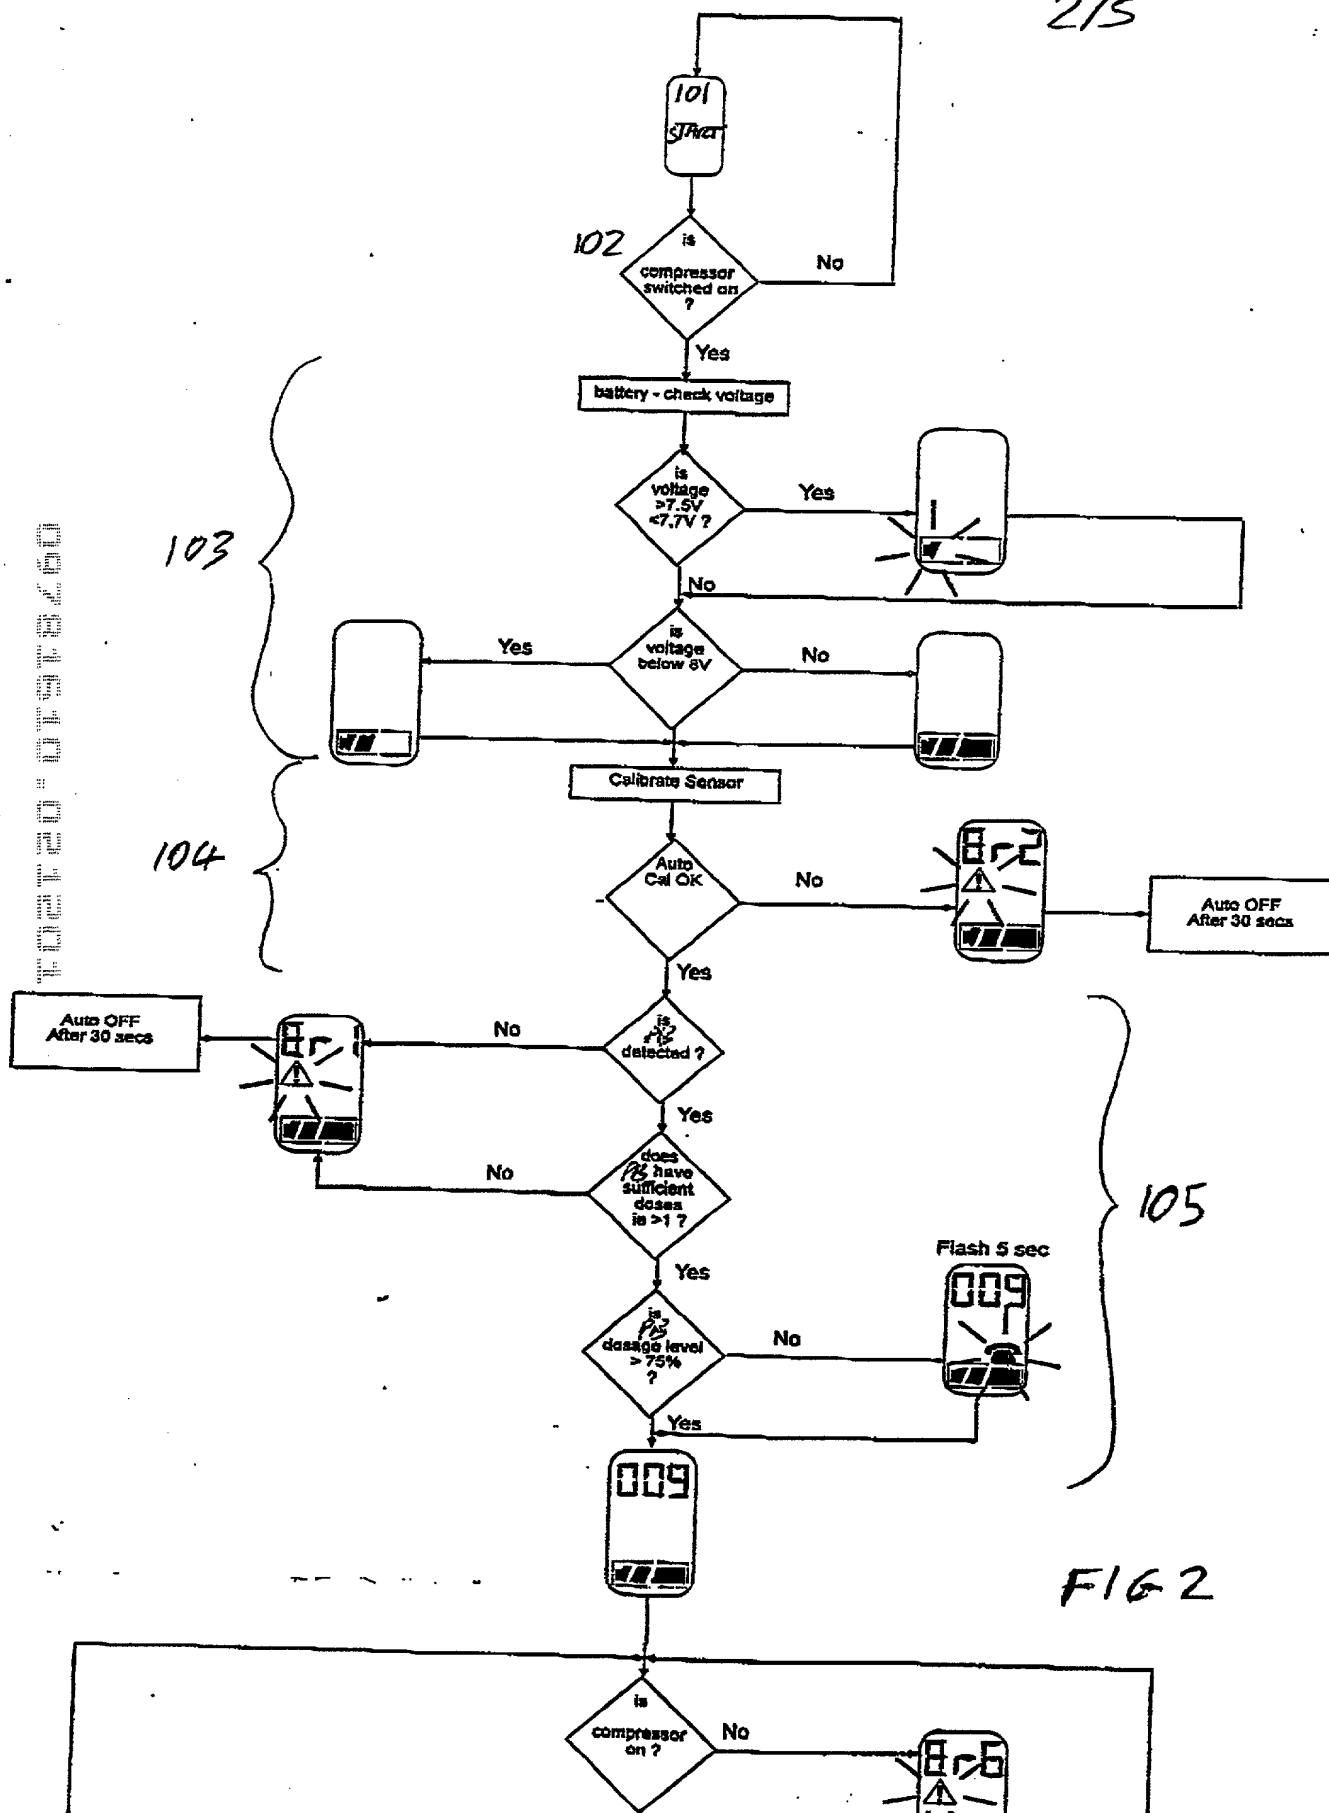 2/5
101
START
102
is
compressor
switched on
?
No
Yes
battery - check voltage
is
voltage
>7.5V
<7.7V ?
Yes
No
103
is
voltage
below 8V
Yes
No
Calibrate Sensor
104
Auto
Cal OK
No
Er2
Auto OFF
After 30 secs
Yes
Auto OFF
After 30 secs
Er1
No
is
detected ?
Yes
does
have
sufficient
doses
ie >1 ?
No
105
Yes
Flash 5 sec
009
is
dosage level
> 75%
?
No
Yes
009
FIG 2
is
compressor
on ?
No
Er6